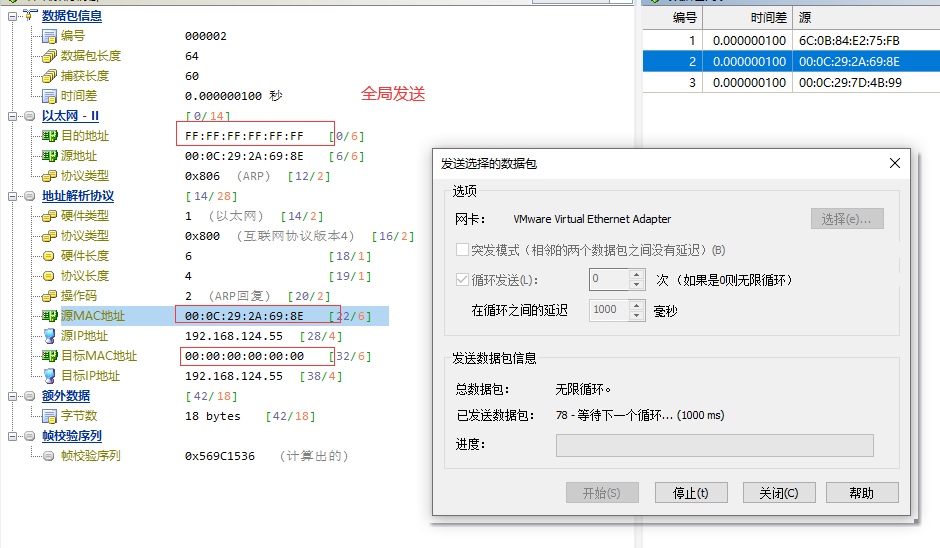 数据包信息
编号 000002
数据包长度 64
捕获长度 60
时间差 0.000000100 秒
全局发送
以太网 - II [0/14]
目的地址 FF:FF:FF:FF:FF:FF [0/6]
源地址 00:0C:29:2A:69:8E [6/6]
协议类型 0x806 (ARP) [12/2]
地址解析协议 [14/28]
硬件类型 1 (以太网) [14/2]
协议类型 0x800 (互联网协议版本4) [16/2]
硬件长度 6 [18/1]
协议长度 4 [19/1]
操作码 2 (ARP回复) [20/2]
源MAC地址 00:0C:29:2A:69:8E [22/6]
源IP地址 192.168.124.55 [28/4]
目标MAC地址 00:00:00:00:00:00 [32/6]
目标IP地址 192.168.124.55 [38/4]
额外数据 [42/18]
字节数 18 bytes [42/18]
帧校验序列
帧校验序列 0x569C1536 (计算出的)
编号 时间差 源
1 0.000000100 6C:0B:84:E2:75:FB
2 0.000000100 00:0C:29:2A:69:8E
3 0.000000100 00:0C:29:7D:4B:99
发送选择的数据包
选项
网卡: VMware Virtual Ethernet Adapter 选择(e)...
突发模式 (相邻的两个数据包之间没有延迟) (B)
循环发送(L): 0 次 (如果是0则无限循环)
在循环之间的延迟 1000 毫秒
发送数据包信息
总数据包: 无限循环。
已发送数据包: 78 - 等待下一个循环... (1000 ms)
进度:
开始(S) 停止(t) 关闭(C) 帮助